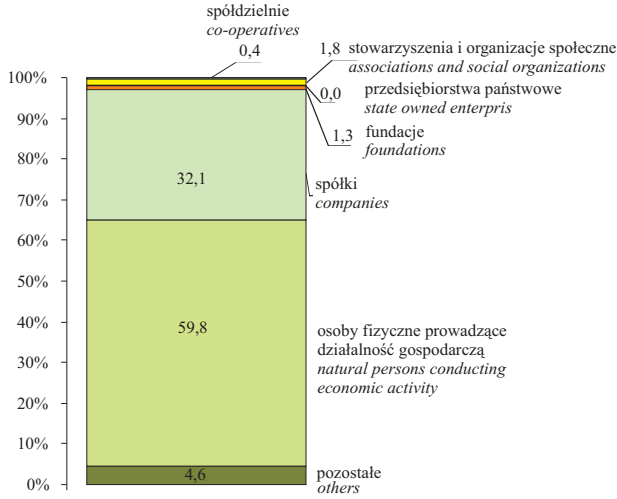 spółdzielnie
co-operatives
0,4
1,8 stowarzyszenia i organizacje społeczne
associations and social organizations
0,0 przedsiębiorstwa państwowe
state owned enterpris
1,3 fundacje
foundations
100%
90%
80%
70%
60%
50%
40%
30%
20%
10%
0%
32,1
spółki
companies
59,8
osoby fizyczne prowadzące
działalność gospodarczą
natural persons conducting
economic activity
4,6
pozostałe
others